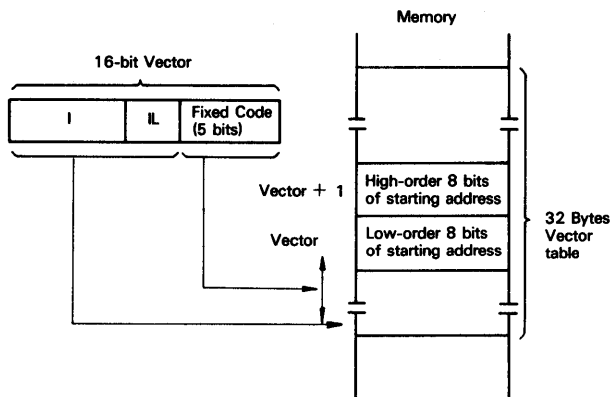 Memory
16-bit Vector
I
IL
Fixed Code
(5 bits)
Vector + 1
High-order 8 bits
of starting address
Vector
Low-order 8 bits
of starting address
32 Bytes
Vector
table